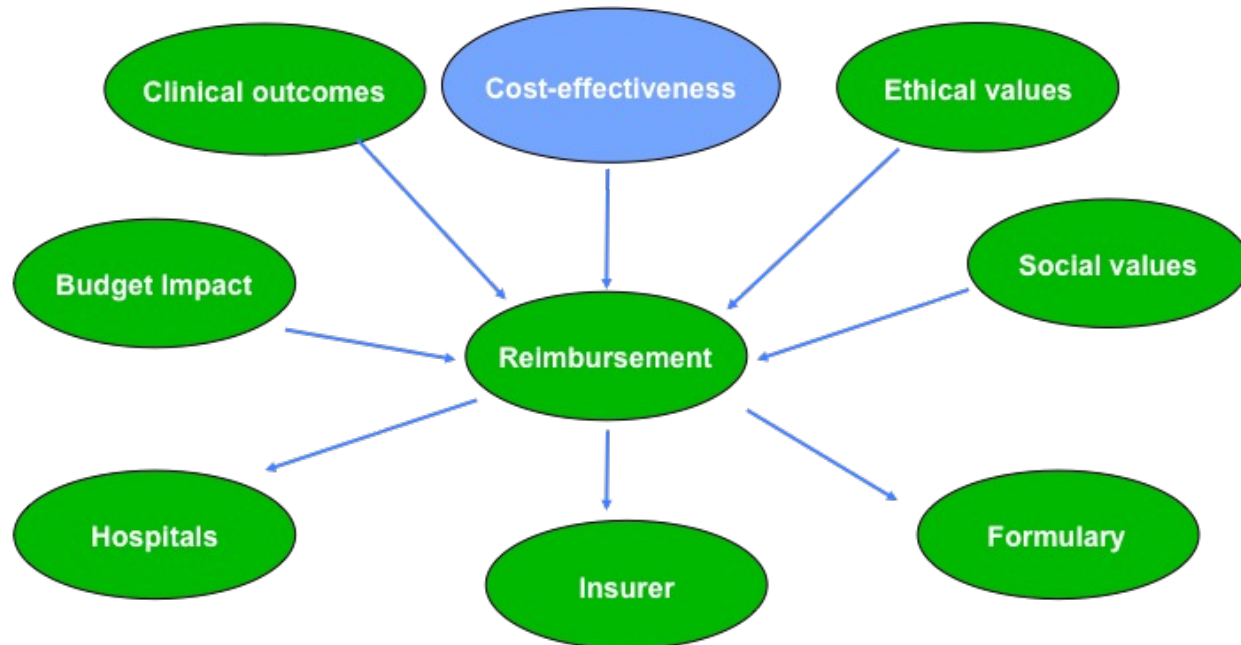 Clinical outcomes
Cost-effectiveness
Ethical values
Budget Impact
Social values
Reimbursement
Hospitals
Insurer
Formulary